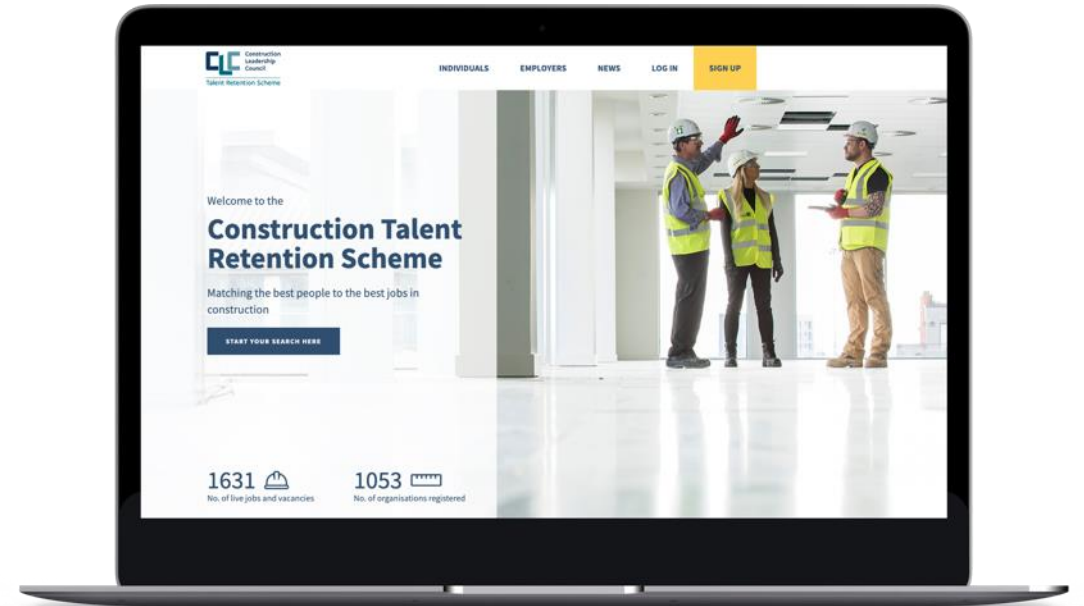 Construction
Leadership
Council
Talent Retention Scheme
INDIVIDUALS EMPLOYERS NEWS LOG IN SIGN UP
Welcome to the
Construction Talent
Retention Scheme
Matching the best people to the best jobs in
construction
START YOUR SEARCH HERE
1631 1053
No. of live jobs and vacancies No. of organisations registered